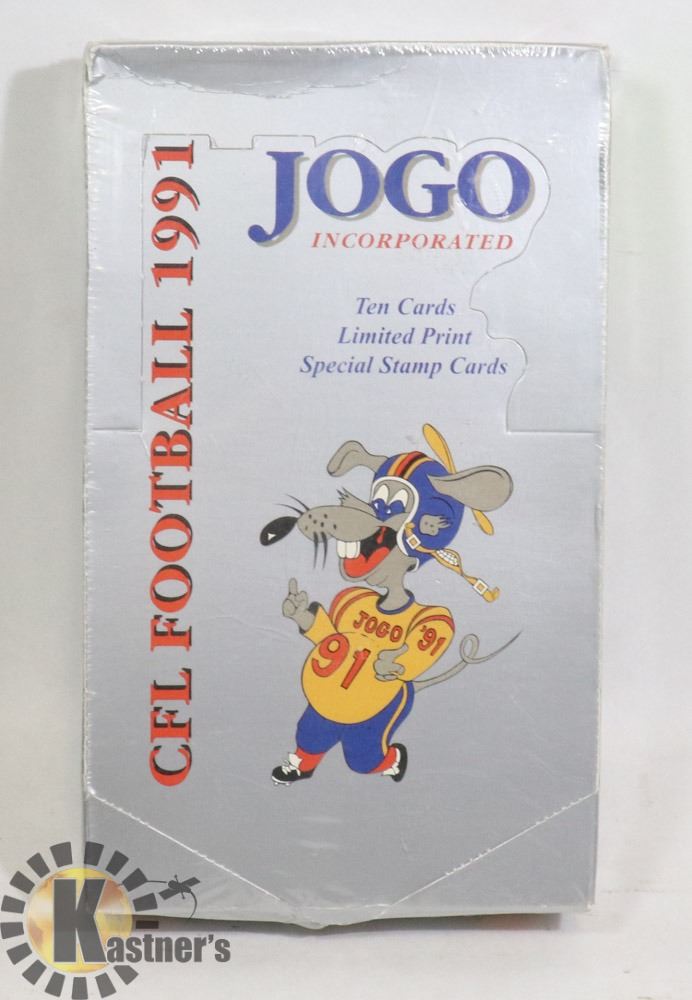 CFL FOOTBALL 1991
JOGO
INCORPORATED
Ten Cards
Limited Print
Special Stamp Cards
JOGO '91
91
Kastner's